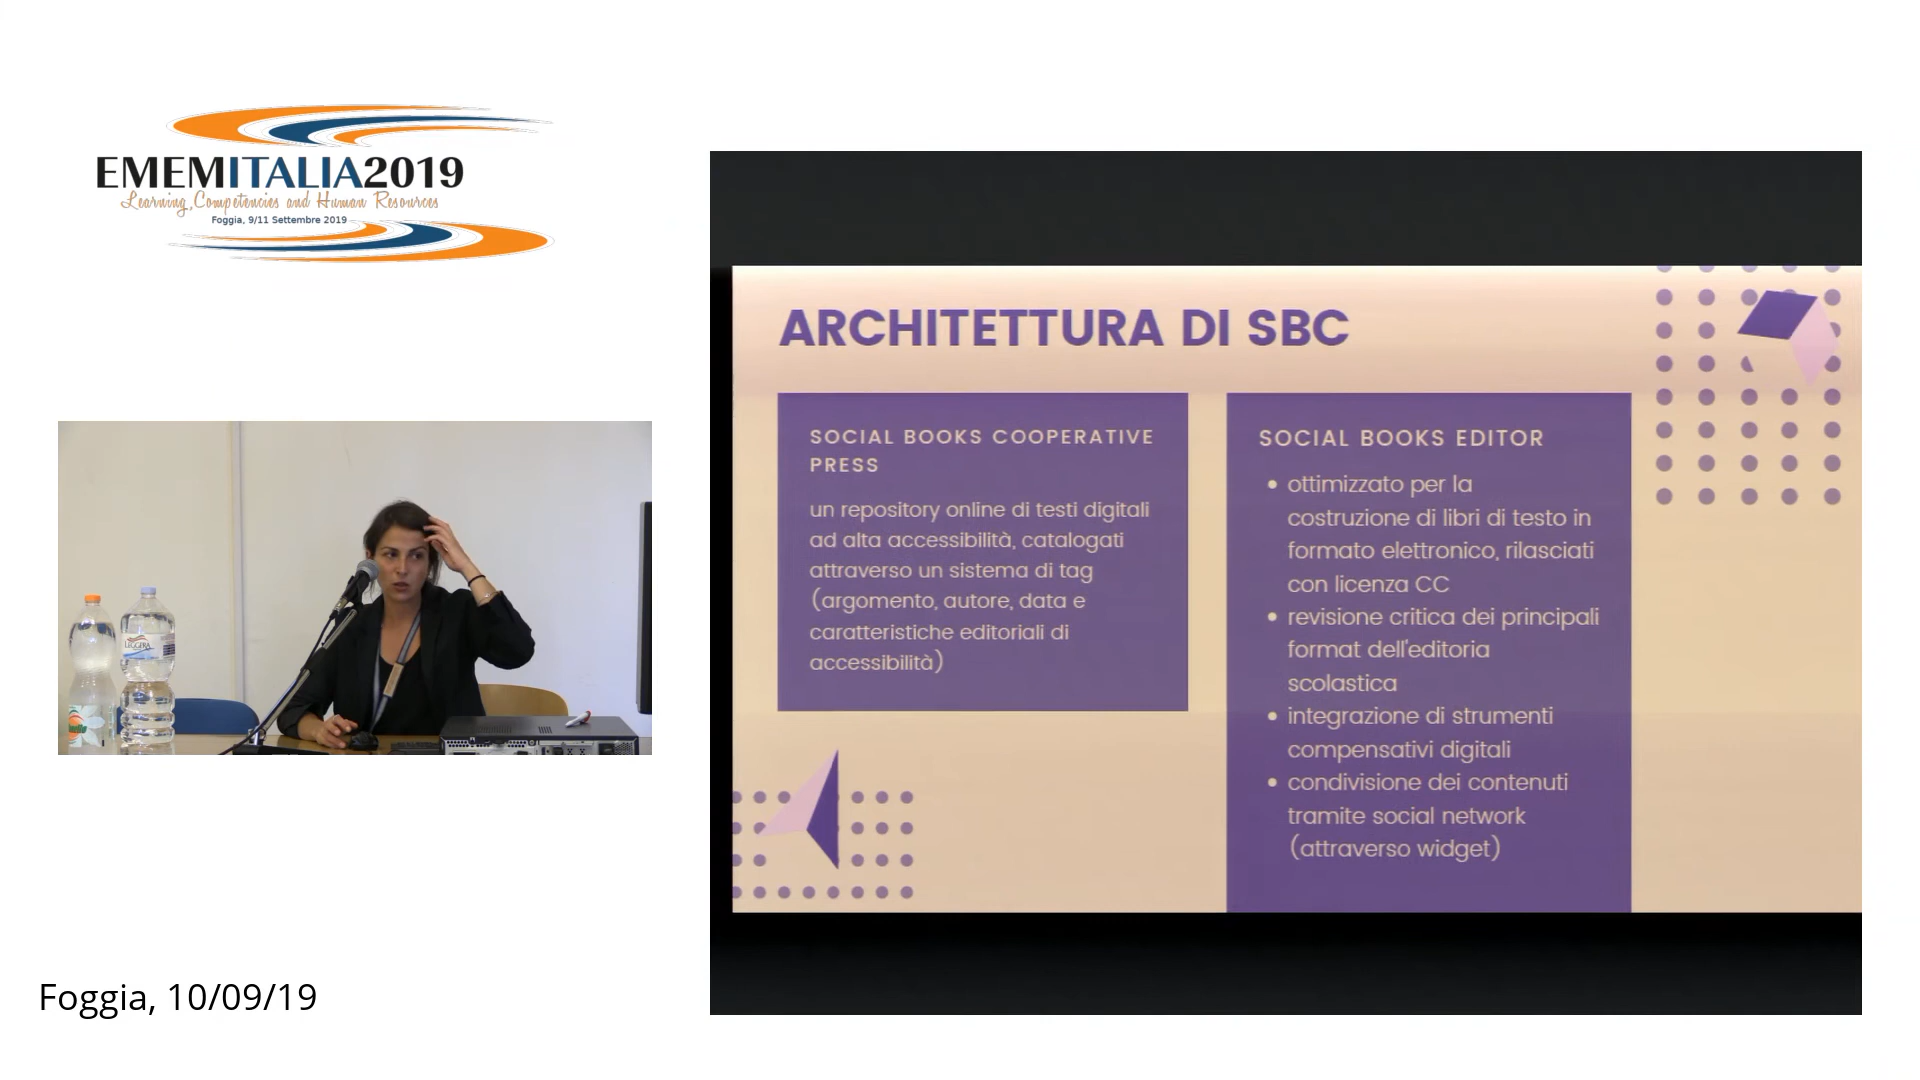 EMEMITALIA2019
Learning, Competencies and Human Resources
Foggia, 9/11 Settembre 2019
LEGGERA
Foggia, 10/09/19
ARCHITETTURA DI SBC
SOCIAL BOOKS COOPERATIVE
PRESS
un repository online di testi digitali
ad alta accessibilità, catalogati
attraverso un sistema di tag
(argomento, autore, data e
caratteristiche editoriali di
accessibilità)
SOCIAL BOOKS EDITOR
• ottimizzato per la
costruzione di libri di testo in
formato elettronico, rilasciati
con licenza CC
• revisione critica dei principali
format dell'editoria
scolastica
• integrazione di strumenti
compensativi digitali
• condivisione dei contenuti
tramite social network
(attraverso widget)